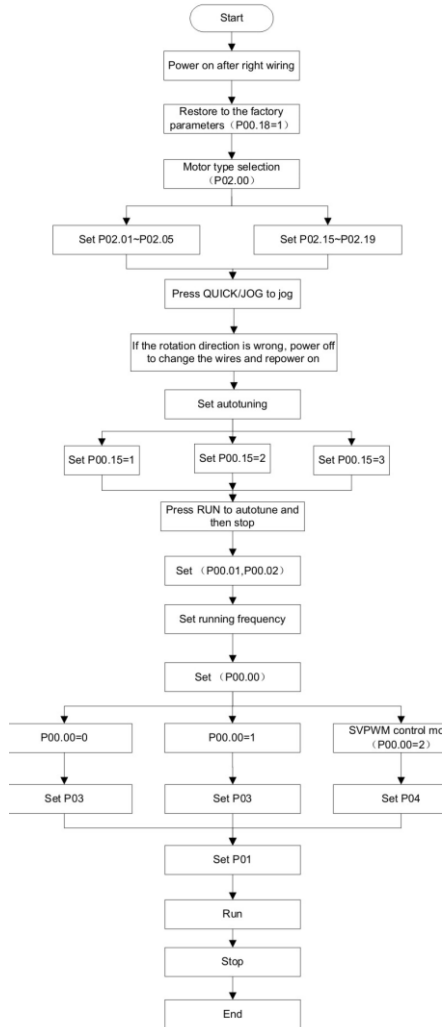 Start
Power on after right wiring
Restore to the factory
parameters（P00.18=1）
Motor type selection
（P02.00）
Set P02.01~P02.05
Set P02.15~P02.19
Press QUICK/JOG to jog
If the rotation direction is wrong, power off
to change the wires and repower on
Set autotuning
Set P00.15=1
Set P00.15=2
Set P00.15=3
Press RUN to autotune and
then stop
Set （P00.01,P00.02）
Set running frequency
Set （P00.00）
P00.00=0
P00.00=1
SVPWM control mo
（P00.00=2）
Set P03
Set P03
Set P04
Set P01
Run
Stop
End